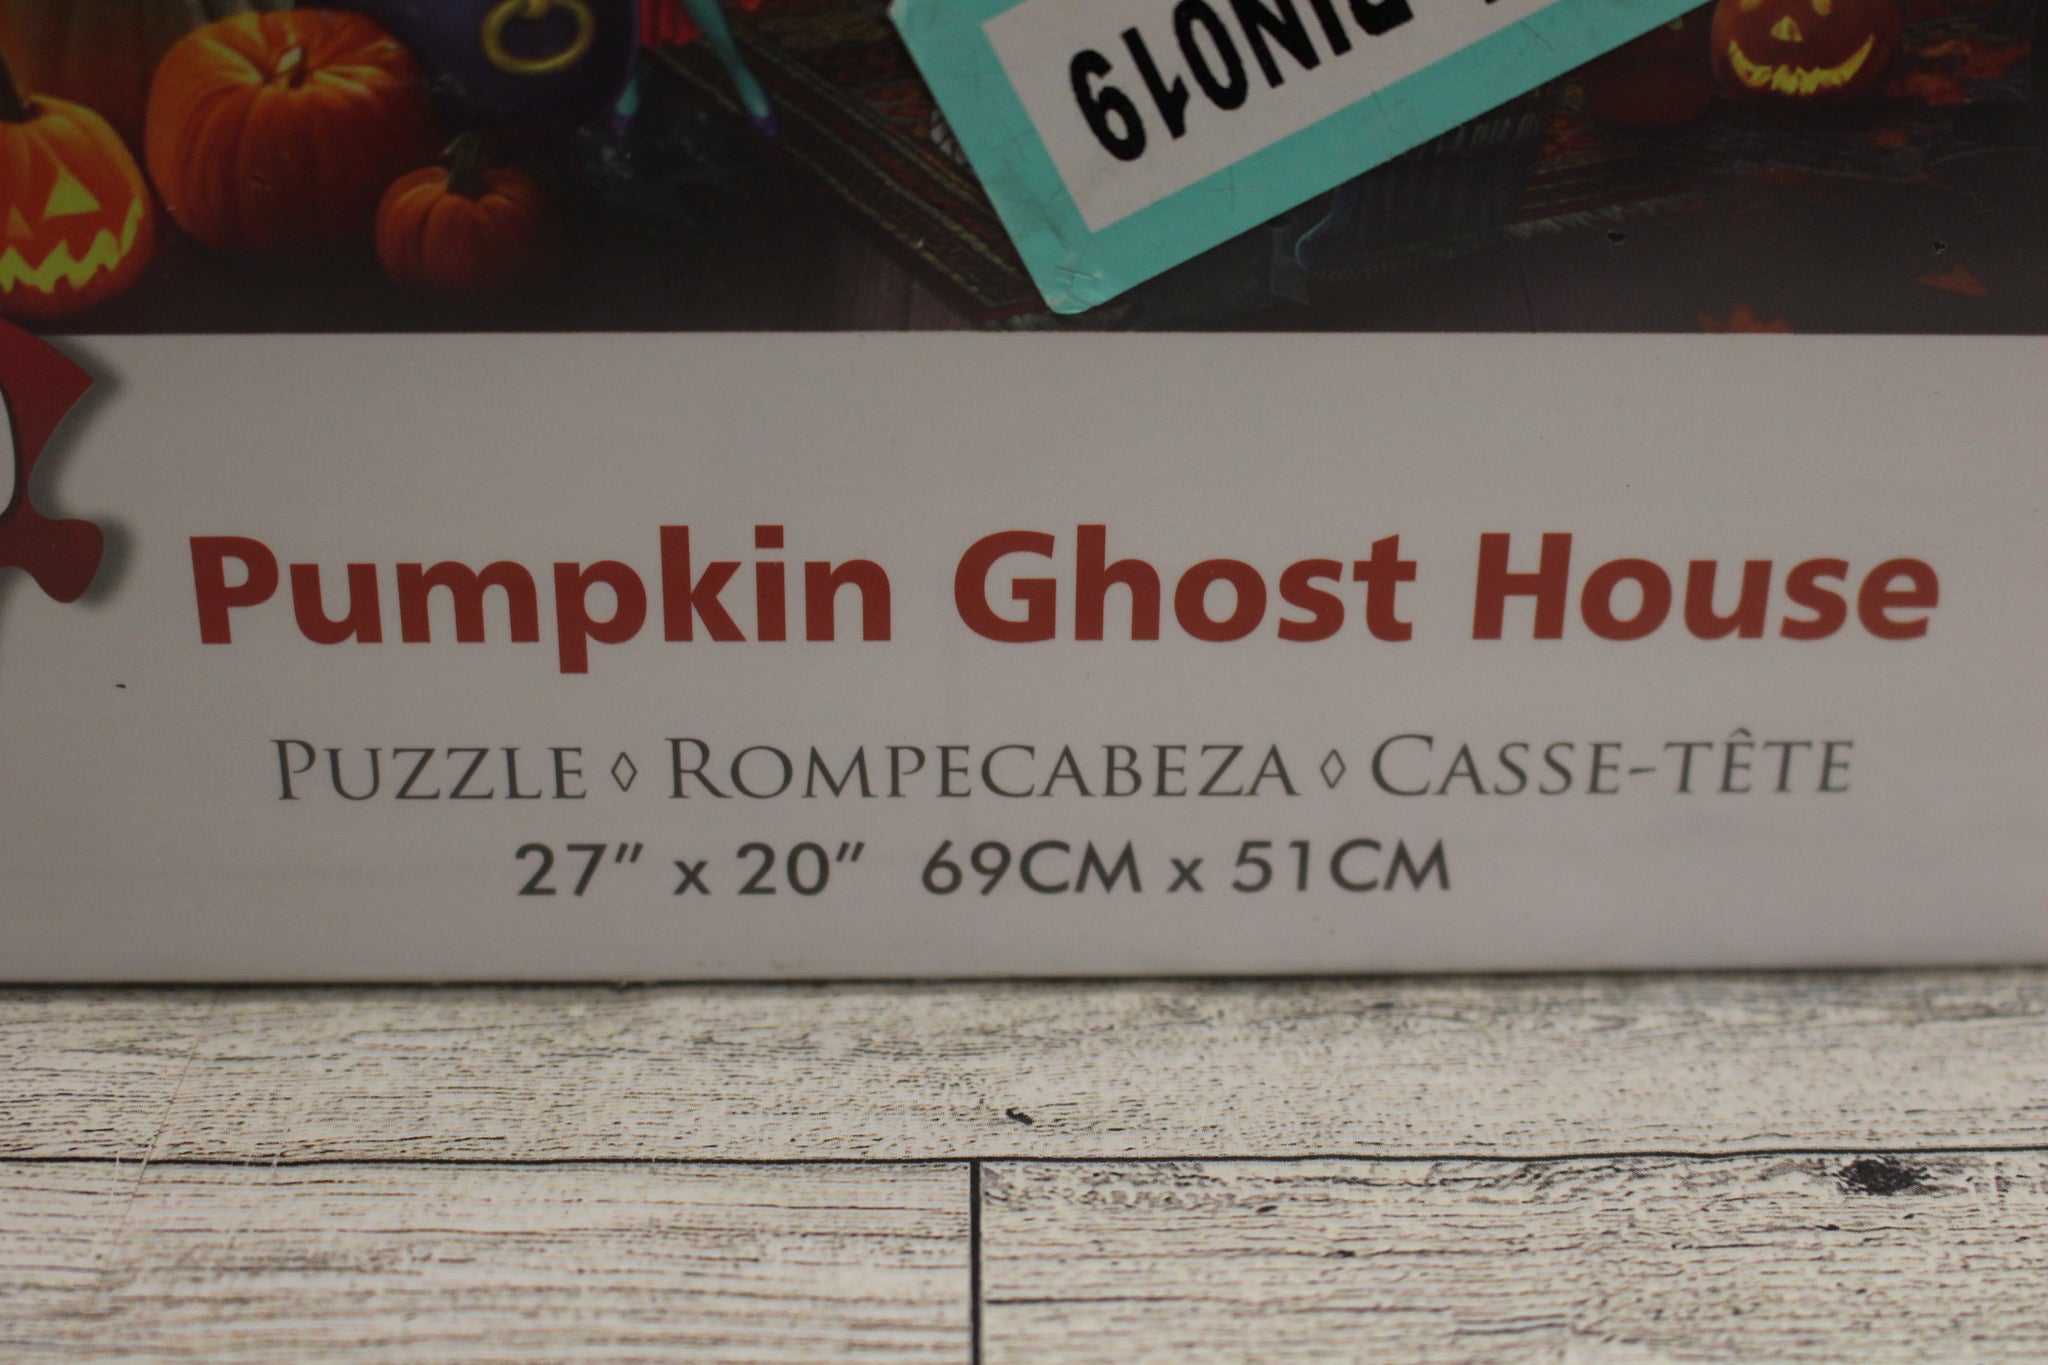 Pumpkin Ghost House
PUZZLE ◊ ROMPECABEZA ◊ CASSE-TÊTE
27" x 20" 69CM x 51CM